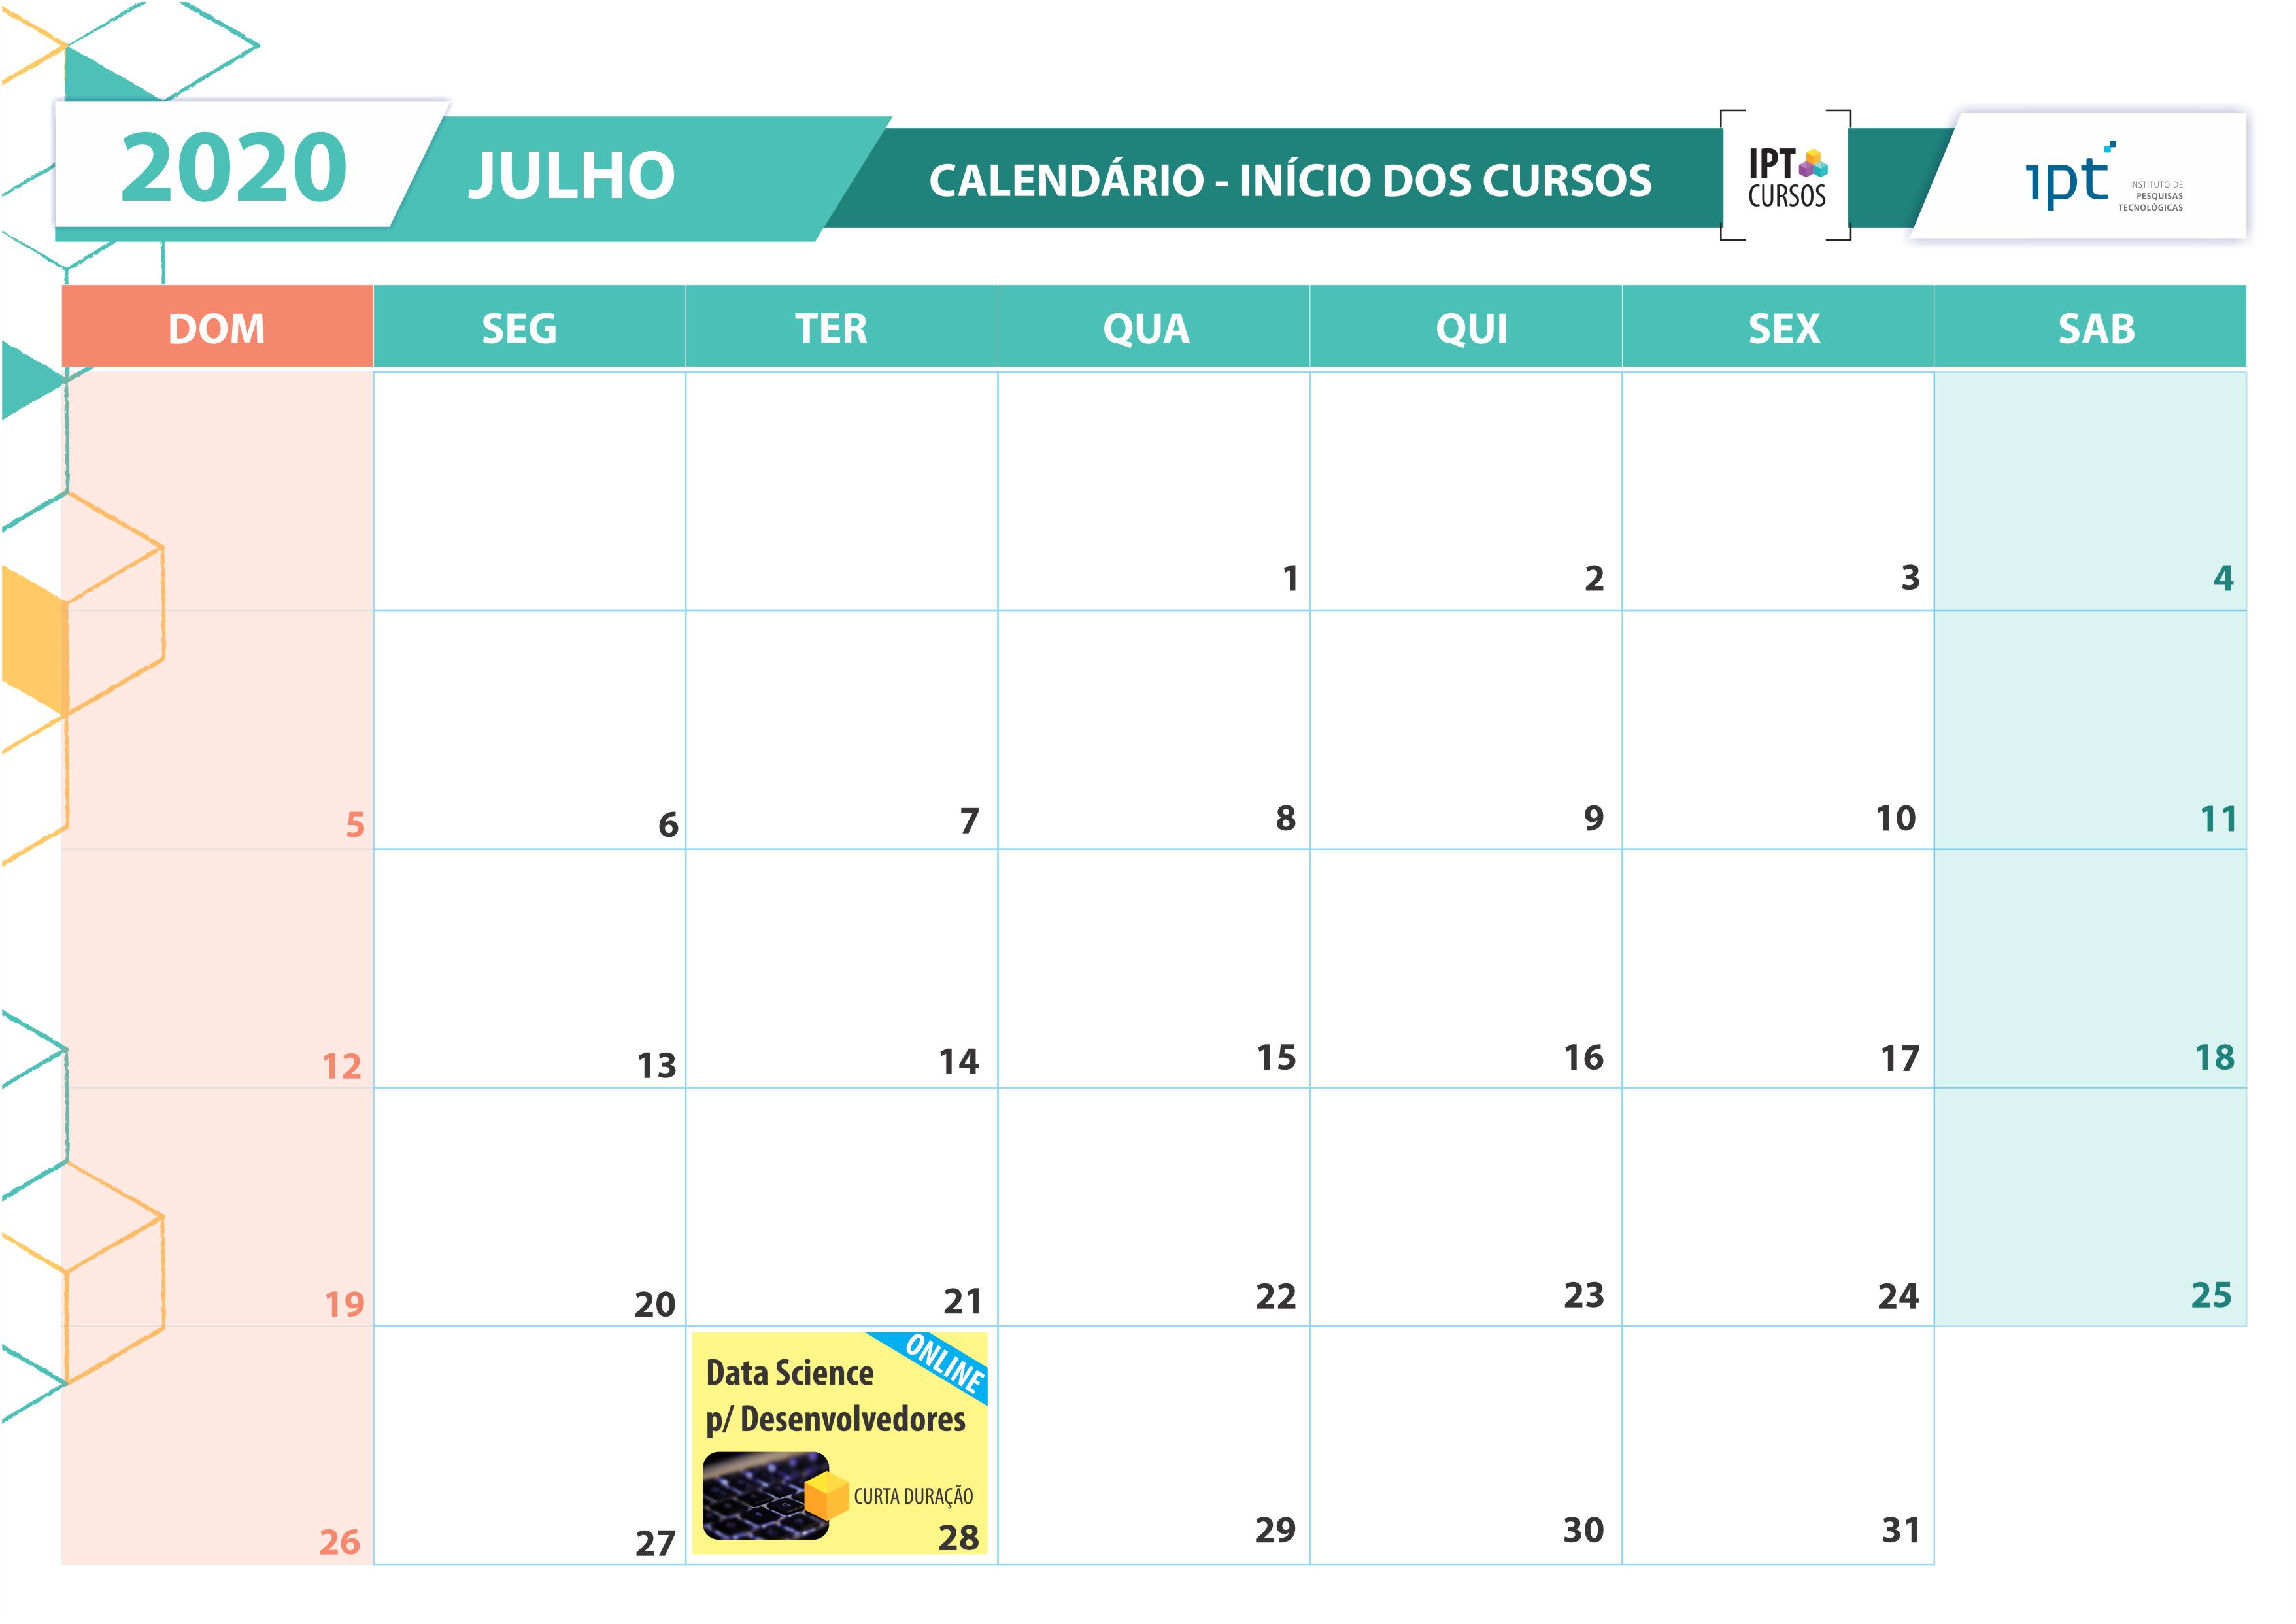 2020
JULHO
CALENDÁRIO - INÍCIO DOS CURSOS
IPT
CURSOS
ipt
INSTITUTO DE
PESQUISAS
TECNOLÓGICAS
DOM SEG TER QUA QUI SEX SAB
1 2 3 4
5 6 7 8 9 10 11
12 13 14 15 16 17 18
19 20 21 22 23 24 25
ONLINE
Data Science
p/ Desenvolvedores
CURTA DURAÇÃO
26 27 28 29 30 31